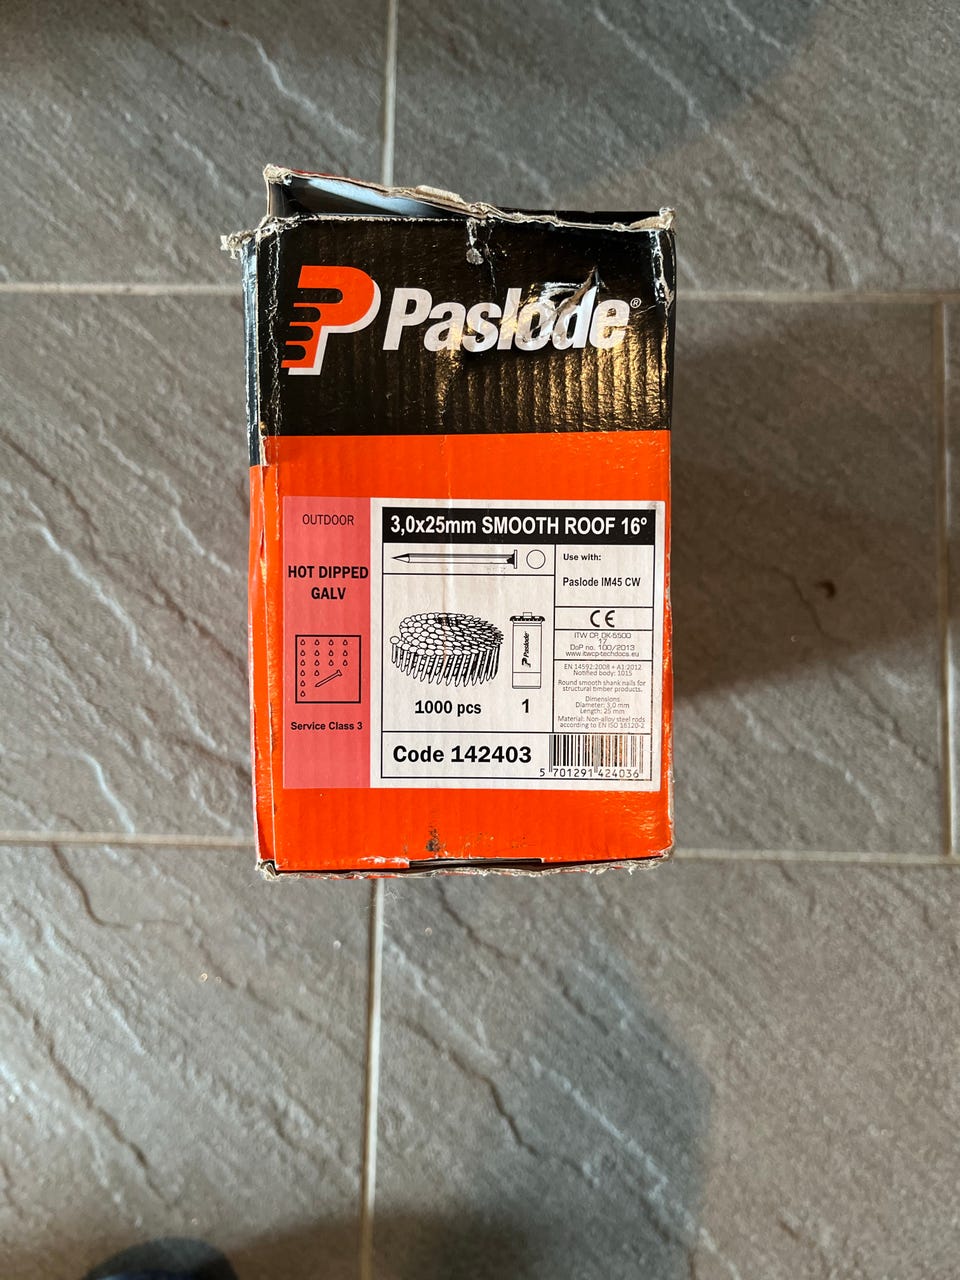 Paslode®
OUTDOOR
HOT DIPPED
GALV
Service Class 3
3,0x25mm SMOOTH ROOF 16°
Use with:
Paslode IM45 CW
CE
ITW CP, DK-5500
17
DoP no. 100/2013
www.itwcp-techdocs.eu
EN 14592:2008 + A1:2012
Notified body: 1015
Round smooth shank nails for
structural timber products.
Dimensions
Diameter: 3,0 mm
Length: 25 mm
Material: Non-alloy steel rods
according to EN ISO 16120-2
Paslode
1000 pcs
1
Code 142403
5 701291 424036